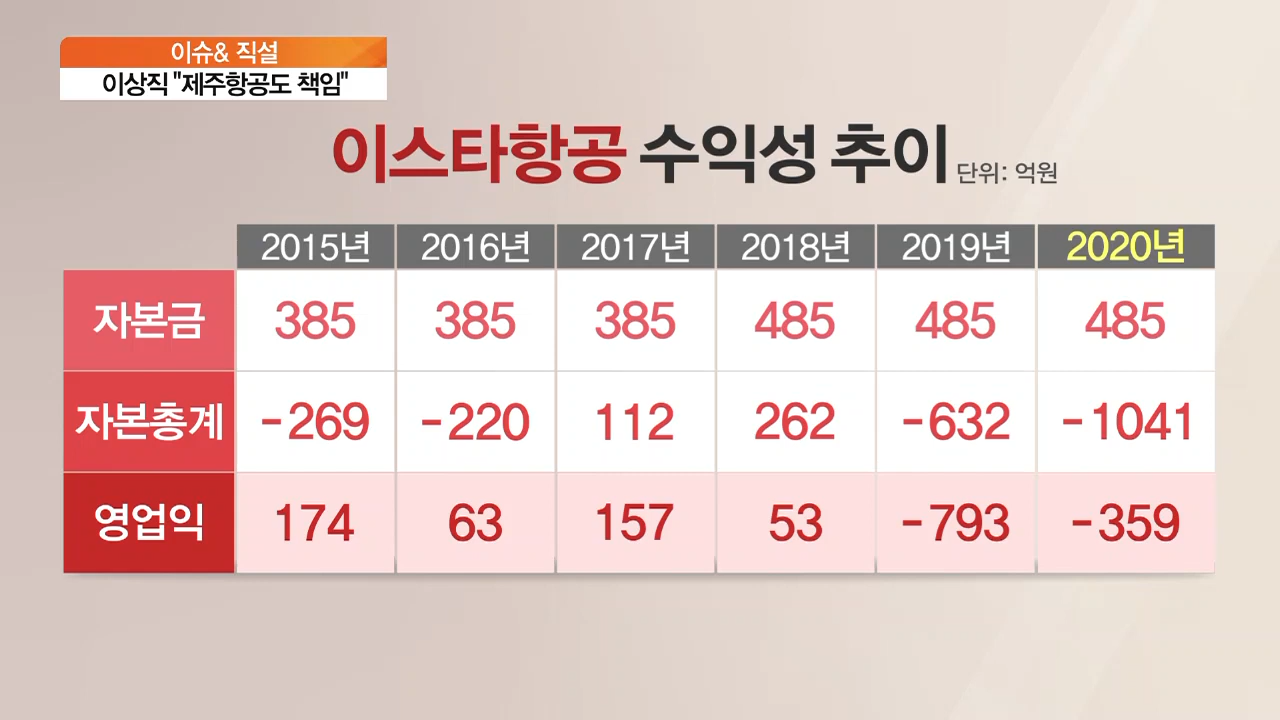 이슈& 직설
이상직 "제주항공도 책임"
이스타항공 수익성 추이 단위: 억원
2015년 2016년 2017년 2018년 2019년 2020년
자본금 385 385 385 485 485 485
자본총계 -269 -220 112 262 -632 -1041
영업익 174 63 157 53 -793 -359